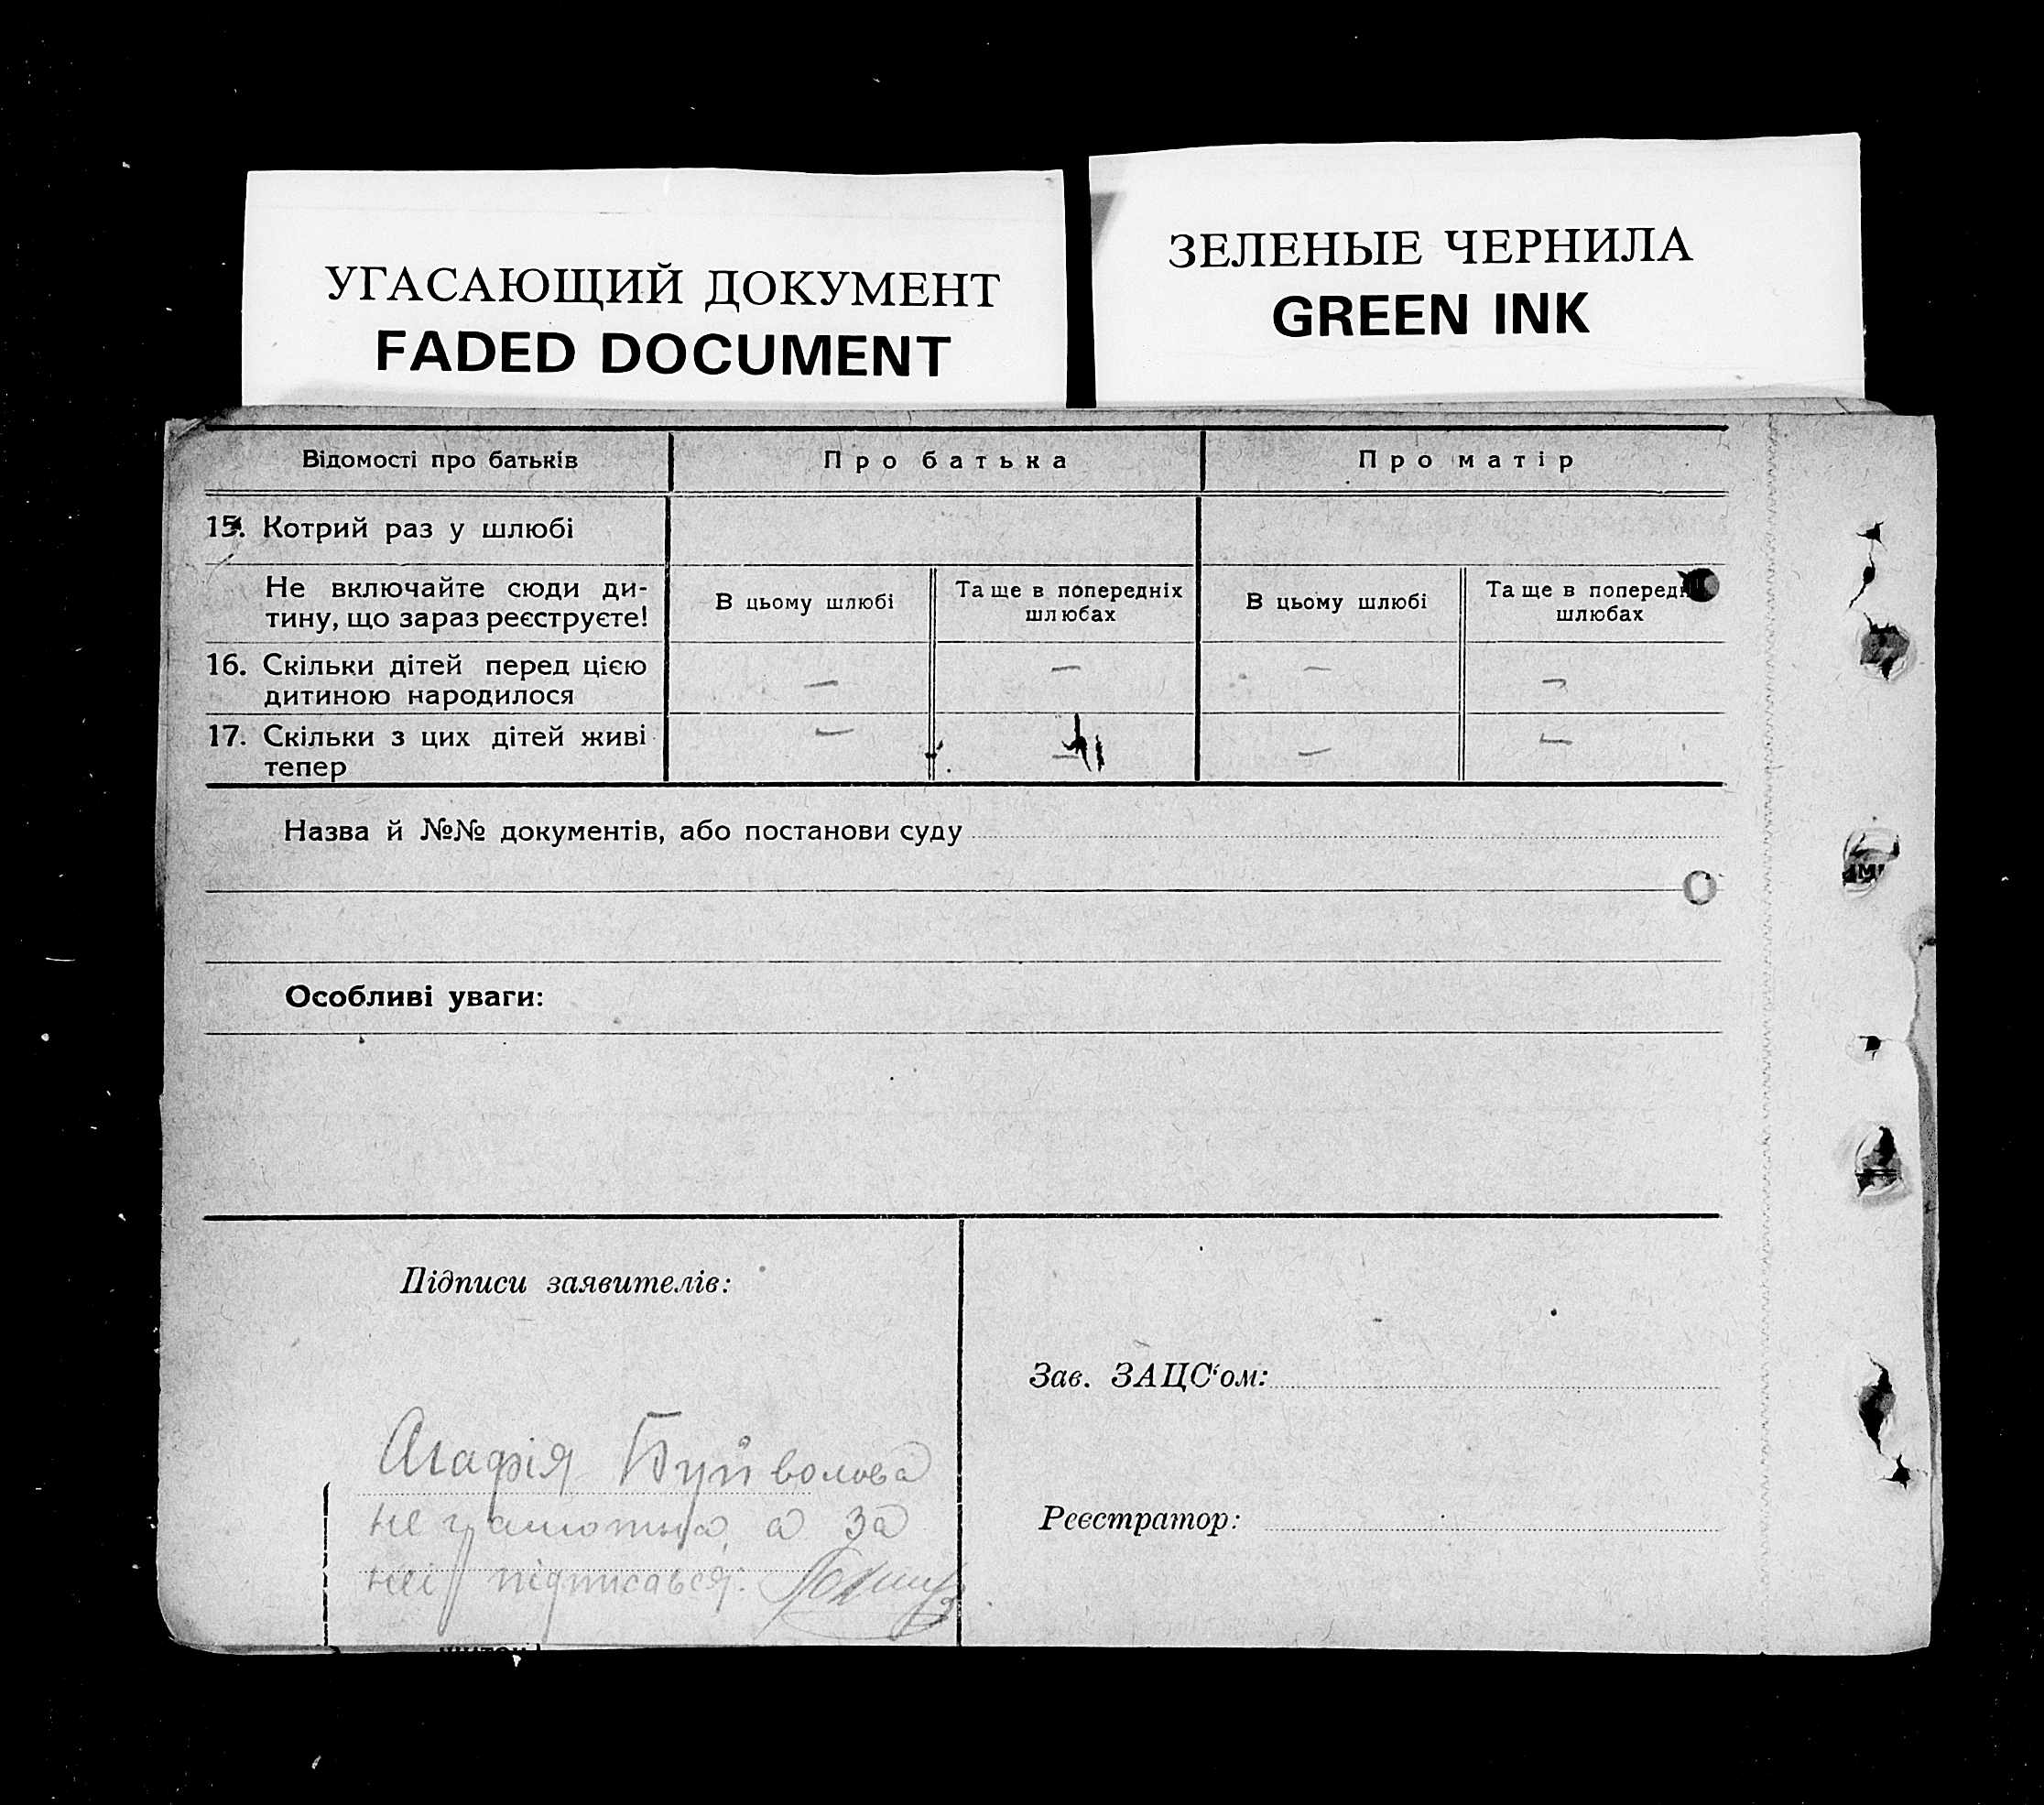 УГАСАЮЩИЙ ДОКУМЕНТ
FADED DOCUMENT
ЗЕЛЕНЫЕ ЧЕРНИЛА
GREEN INK
Відомості про батьків
Про батька
Про матір
15. Котрий раз у шлюбі
Не включайте сюди ди-
тину, що зараз реєструєте!
В цьому шлюбі
Та ще в попередніх
шлюбах
В цьому шлюбі
Та ще в поперед
шлюбах
16. Скільки дітей перед цією
дитиною народилося
— — — —
17. Скільки з цих дітей живі
тепер
— — — —
Назва й №№ документів, або постанови суду
Особливі уваги:
Підписи заявителів:
Агафія Буйволова
не грамотна, а за
неї підписався:
Зав. ЗАЦС‘ом:
Реєстратор: